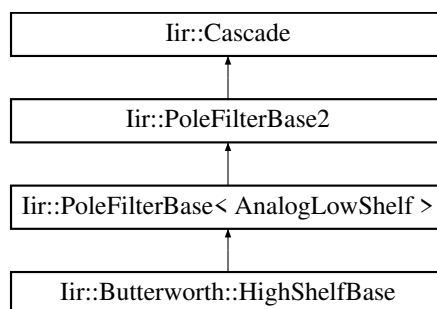 Iir::Cascade
Iir::PoleFilterBase2
Iir::PoleFilterBase< AnalogLowShelf >
Iir::Butterworth::HighShelfBase